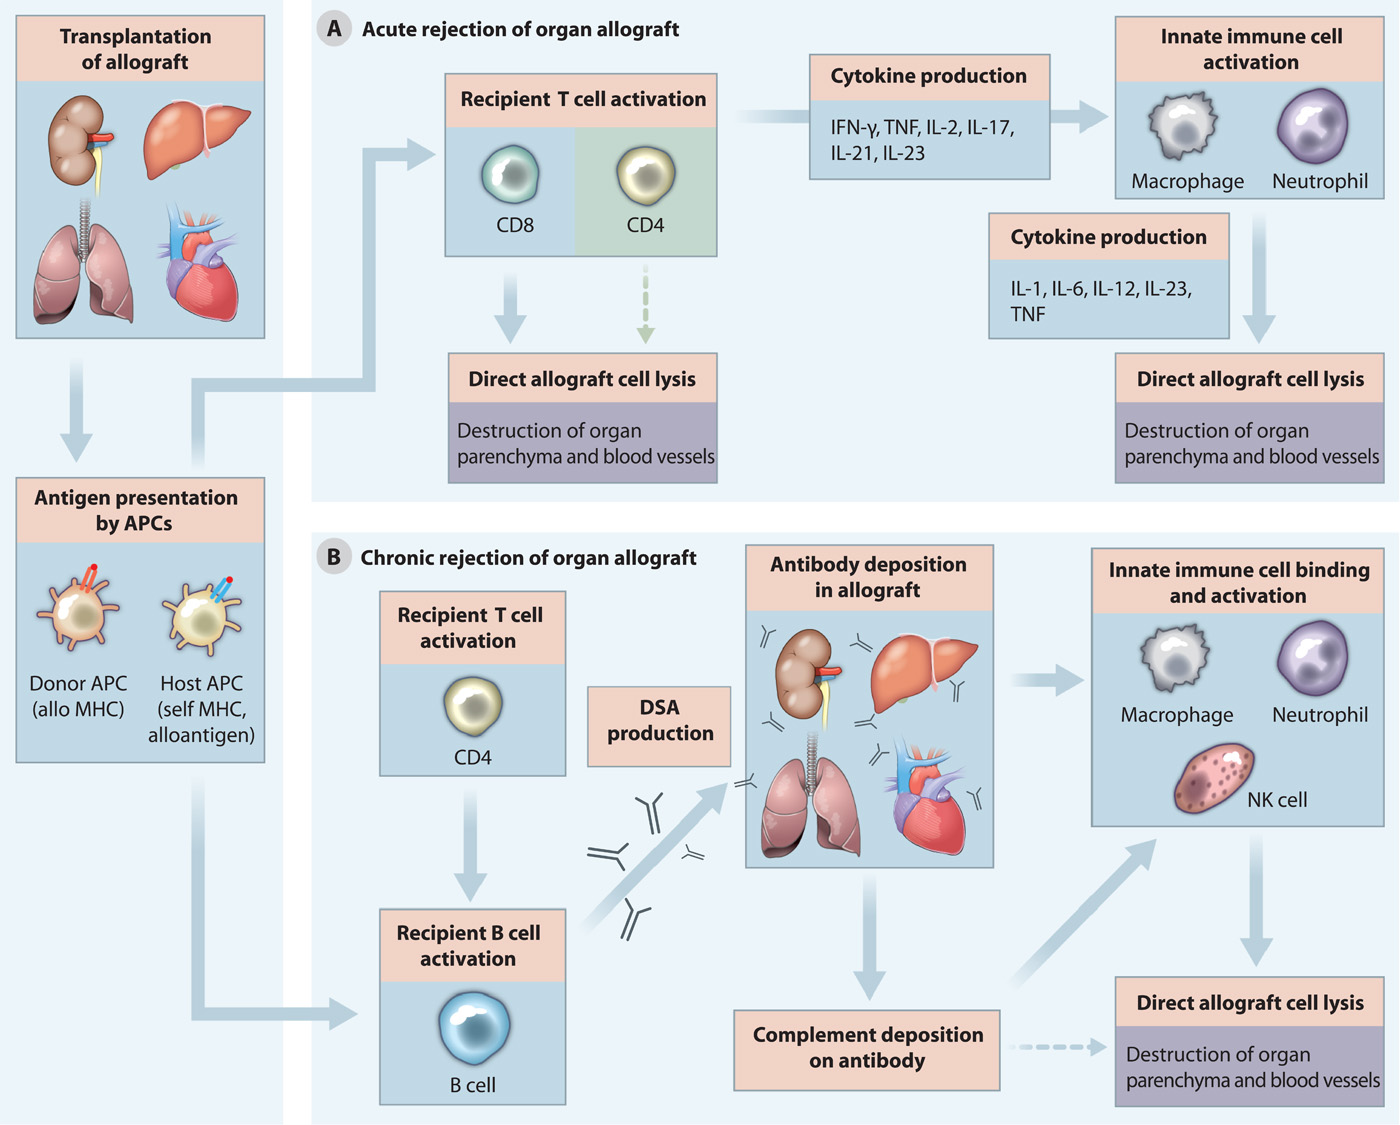 Transplantation
of allograft
Antigen presentation
by APCs
Donor APC
(allo MHC)
Host APC
(self MHC,
alloantigen)
A Acute rejection of organ allograft
Recipient T cell activation
CD8
CD4
Direct allograft cell lysis
Destruction of organ
parenchyma and blood vessels
Cytokine production
IFN-γ, TNF, IL-2, IL-17,
IL-21, IL-23
Innate immune cell
activation
Macrophage
Neutrophil
Cytokine production
IL-1, IL-6, IL-12, IL-23,
TNF
Direct allograft cell lysis
Destruction of organ
parenchyma and blood vessels
B Chronic rejection of organ allograft
Recipient T cell
activation
CD4
Recipient B cell
activation
B cell
DSA
production
Antibody deposition
in allograft
Complement deposition
on antibody
Innate immune cell binding
and activation
Macrophage
Neutrophil
NK cell
Direct allograft cell lysis
Destruction of organ
parenchyma and blood vessels